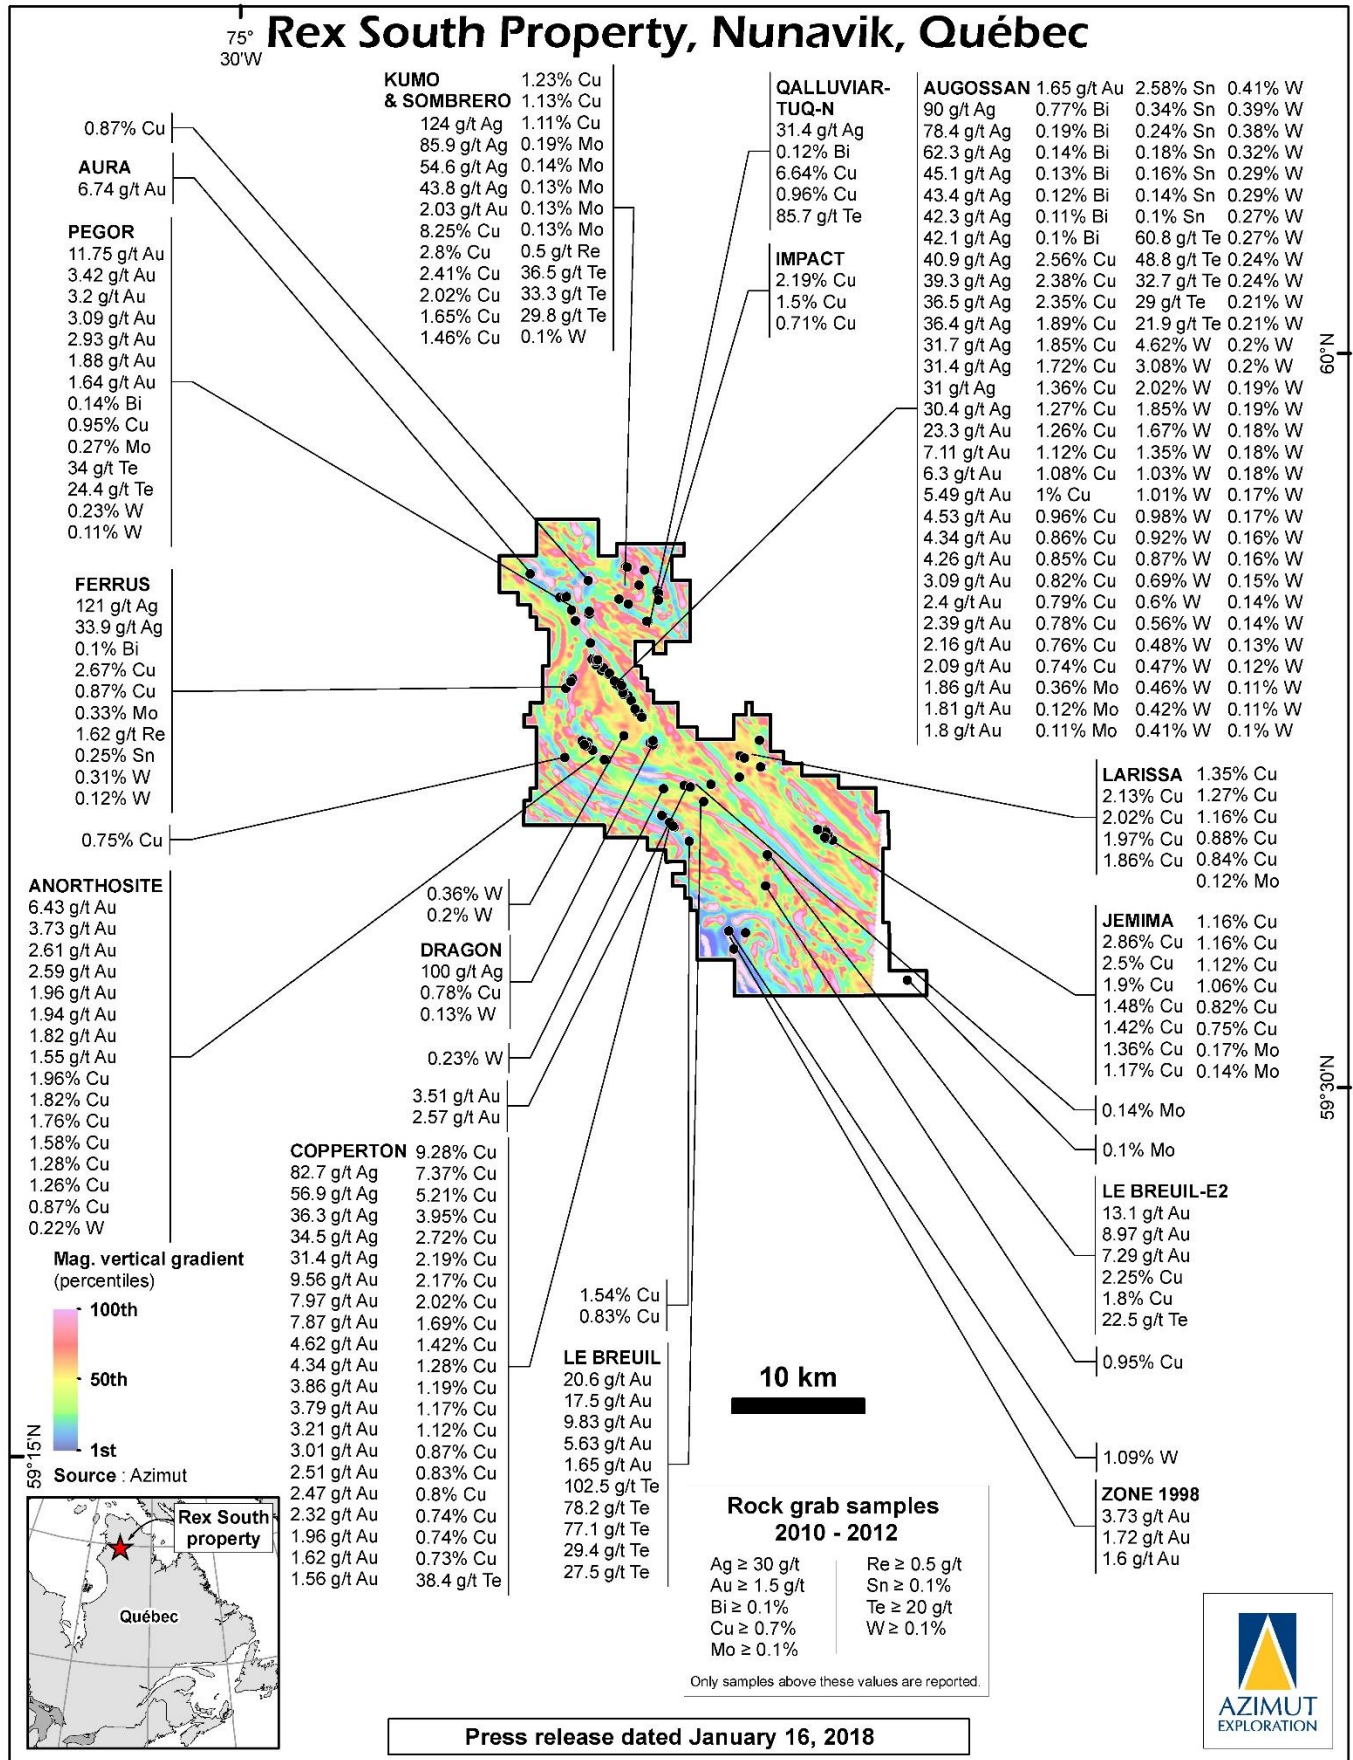 Rex South Property, Nunavik, Québec
75°
30'W
0.87% Cu
AURA
6.74 g/t Au
PEGOR
11.75 g/t Au
3.42 g/t Au
3.2 g/t Au
3.09 g/t Au
2.93 g/t Au
1.88 g/t Au
1.64 g/t Au
0.14% Bi
0.95% Cu
0.27% Mo
34 g/t Te
24.4 g/t Te
0.23% W
0.11% W
FERRUS
121 g/t Ag
33.9 g/t Ag
0.1% Bi
2.67% Cu
0.87% Cu
0.33% Mo
1.62 g/t Re
0.25% Sn
0.31% W
0.12% W
0.75% Cu
ANORTHOSITE
6.43 g/t Au
3.73 g/t Au
2.61 g/t Au
2.59 g/t Au
1.96 g/t Au
1.94 g/t Au
1.82 g/t Au
1.55 g/t Au
1.96% Cu
1.82% Cu
1.76% Cu
1.58% Cu
1.28% Cu
1.26% Cu
0.87% Cu
0.22% W
KUMO 1.23% Cu
& SOMBRERO 1.13% Cu
124 g/t Ag 1.11% Cu
85.9 g/t Ag 0.19% Mo
54.6 g/t Ag 0.14% Mo
43.8 g/t Ag 0.13% Mo
2.03 g/t Au 0.13% Mo
8.25% Cu 0.13% Mo
2.8% Cu 0.5 g/t Re
2.41% Cu 36.5 g/t Te
2.02% Cu 33.3 g/t Te
1.65% Cu 29.8 g/t Te
1.46% Cu 0.1% W
QALLUVIAR-
TUQ-N
31.4 g/t Ag
0.12% Bi
6.64% Cu
0.96% Cu
85.7 g/t Te
IMPACT
2.19% Cu
1.5% Cu
0.71% Cu
AUGOSSAN 1.65 g/t Au 2.58% Sn 0.41% W
90 g/t Ag 0.77% Bi 0.34% Sn 0.39% W
78.4 g/t Ag 0.19% Bi 0.24% Sn 0.38% W
62.3 g/t Ag 0.14% Bi 0.18% Sn 0.32% W
45.1 g/t Ag 0.13% Bi 0.16% Sn 0.29% W
43.4 g/t Ag 0.12% Bi 0.14% Sn 0.29% W
42.3 g/t Ag 0.11% Bi 0.1% Sn 0.27% W
42.1 g/t Ag 0.1% Bi 60.8 g/t Te 0.27% W
40.9 g/t Ag 2.56% Cu 48.8 g/t Te 0.24% W
39.3 g/t Ag 2.38% Cu 32.7 g/t Te 0.24% W
36.5 g/t Ag 2.35% Cu 29 g/t Te 0.21% W
36.4 g/t Ag 1.89% Cu 21.9 g/t Te 0.21% W
31.7 g/t Ag 1.85% Cu 4.62% W 0.2% W
31.4 g/t Ag 1.72% Cu 3.08% W 0.2% W
31 g/t Ag 1.36% Cu 2.02% W 0.19% W
30.4 g/t Ag 1.27% Cu 1.85% W 0.19% W
23.3 g/t Au 1.26% Cu 1.67% W 0.18% W
7.11 g/t Au 1.12% Cu 1.35% W 0.18% W
6.3 g/t Au 1.08% Cu 1.03% W 0.18% W
5.49 g/t Au 1% Cu 1.01% W 0.17% W
4.53 g/t Au 0.96% Cu 0.98% W 0.17% W
4.34 g/t Au 0.86% Cu 0.92% W 0.16% W
4.26 g/t Au 0.85% Cu 0.87% W 0.16% W
3.09 g/t Au 0.82% Cu 0.69% W 0.15% W
2.4 g/t Au 0.79% Cu 0.6% W 0.14% W
2.39 g/t Au 0.78% Cu 0.56% W 0.14% W
2.16 g/t Au 0.76% Cu 0.48% W 0.13% W
2.09 g/t Au 0.74% Cu 0.47% W 0.12% W
1.86 g/t Au 0.36% Mo 0.46% W 0.11% W
1.81 g/t Au 0.12% Mo 0.42% W 0.11% W
1.8 g/t Au 0.11% Mo 0.41% W 0.1% W
60°N
LARISSA 1.35% Cu
2.13% Cu 1.27% Cu
2.02% Cu 1.16% Cu
1.97% Cu 0.88% Cu
1.86% Cu 0.84% Cu
0.12% Mo
JEMIMA 1.16% Cu
2.86% Cu 1.16% Cu
2.5% Cu 1.12% Cu
1.9% Cu 1.06% Cu
1.48% Cu 0.82% Cu
1.42% Cu 0.75% Cu
1.36% Cu 0.17% Mo
1.17% Cu 0.14% Mo
59°30'N
0.14% Mo
0.1% Mo
LE BREUIL-E2
13.1 g/t Au
8.97 g/t Au
7.29 g/t Au
2.25% Cu
1.8% Cu
22.5 g/t Te
0.95% Cu
1.09% W
ZONE 1998
3.73 g/t Au
1.72 g/t Au
1.6 g/t Au
0.36% W
0.2% W
DRAGON
100 g/t Ag
0.78% Cu
0.13% W
0.23% W
3.51 g/t Au
2.57 g/t Au
COPPERTON 9.28% Cu
82.7 g/t Ag 7.37% Cu
56.9 g/t Ag 5.21% Cu
36.3 g/t Ag 3.95% Cu
34.5 g/t Ag 2.72% Cu
31.4 g/t Ag 2.19% Cu
9.56 g/t Au 2.17% Cu
7.97 g/t Au 2.02% Cu
7.87 g/t Au 1.69% Cu
4.62 g/t Au 1.42% Cu
4.34 g/t Au 1.28% Cu
3.86 g/t Au 1.19% Cu
3.79 g/t Au 1.17% Cu
3.21 g/t Au 1.12% Cu
3.01 g/t Au 0.87% Cu
2.51 g/t Au 0.83% Cu
2.47 g/t Au 0.8% Cu
2.32 g/t Au 0.74% Cu
1.96 g/t Au 0.74% Cu
1.62 g/t Au 0.73% Cu
1.56 g/t Au 38.4 g/t Te
1.54% Cu
0.83% Cu
LE BREUIL
20.6 g/t Au
17.5 g/t Au
9.83 g/t Au
5.63 g/t Au
1.65 g/t Au
102.5 g/t Te
78.2 g/t Te
77.1 g/t Te
29.4 g/t Te
27.5 g/t Te
10 km
Mag. vertical gradient
(percentiles)
100th
50th
1st
Source : Azimut
59°15'N
Rex South
property
Québec
Rock grab samples
2010 - 2012
Ag ≥ 30 g/t Re ≥ 0.5 g/t
Au ≥ 1.5 g/t Sn ≥ 0.1%
Bi ≥ 0.1% Te ≥ 20 g/t
Cu ≥ 0.7% W ≥ 0.1%
Mo ≥ 0.1%
Only samples above these values are reported.
AZIMUT
EXPLORATION
Press release dated January 16, 2018